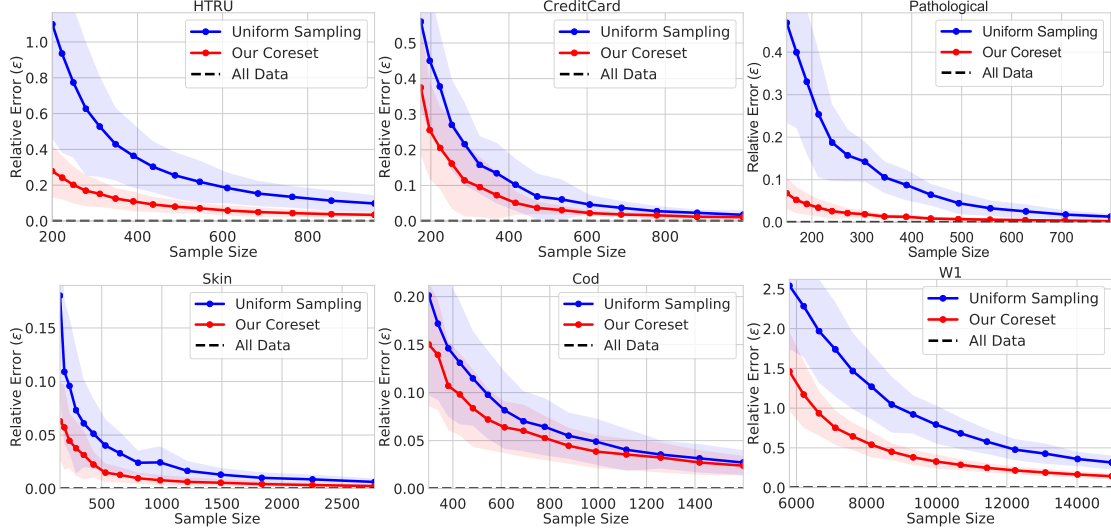 HTRU
Relative Error (ε)
1.0
0.8
0.6
0.4
0.2
0.0
Uniform Sampling
Our Coreset
All Data
200 400 600 800
Sample Size
CreditCard
Relative Error (ε)
0.5
0.4
0.3
0.2
0.1
0.0
Uniform Sampling
Our Coreset
All Data
200 400 600 800
Sample Size
Pathological
Relative Error (ε)
0.4
0.3
0.2
0.1
0.0
Uniform Sampling
Our Coreset
All Data
200 300 400 500 600 700
Sample Size
Skin
Relative Error (ε)
0.15
0.10
0.05
0.00
Uniform Sampling
Our Coreset
All Data
500 1000 1500 2000 2500
Sample Size
Cod
Relative Error (ε)
0.20
0.15
0.10
0.05
0.00
Uniform Sampling
Our Coreset
All Data
400 600 800 1000 1200 1400 1600
Sample Size
W1
Relative Error (ε)
2.5
2.0
1.5
1.0
0.5
0.0
Uniform Sampling
Our Coreset
All Data
6000 8000 10000 12000 14000
Sample Size